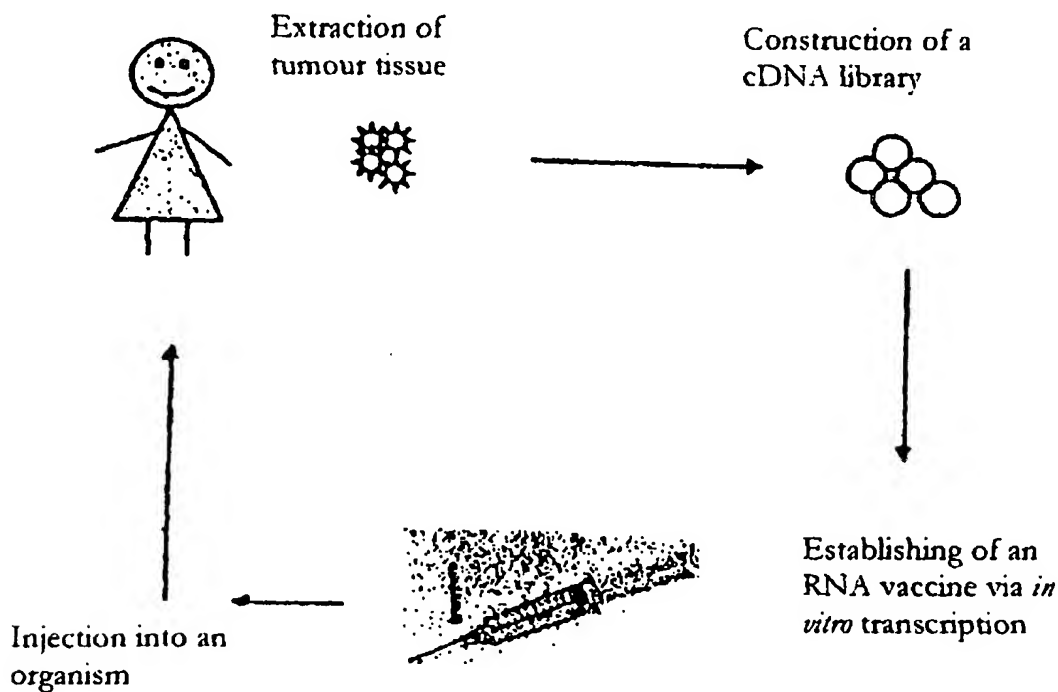 Extraction of
tumour tissue
Construction of a
cDNA library
Establishing of an
RNA vaccine via in
vitro transcription
Injection into an
organism